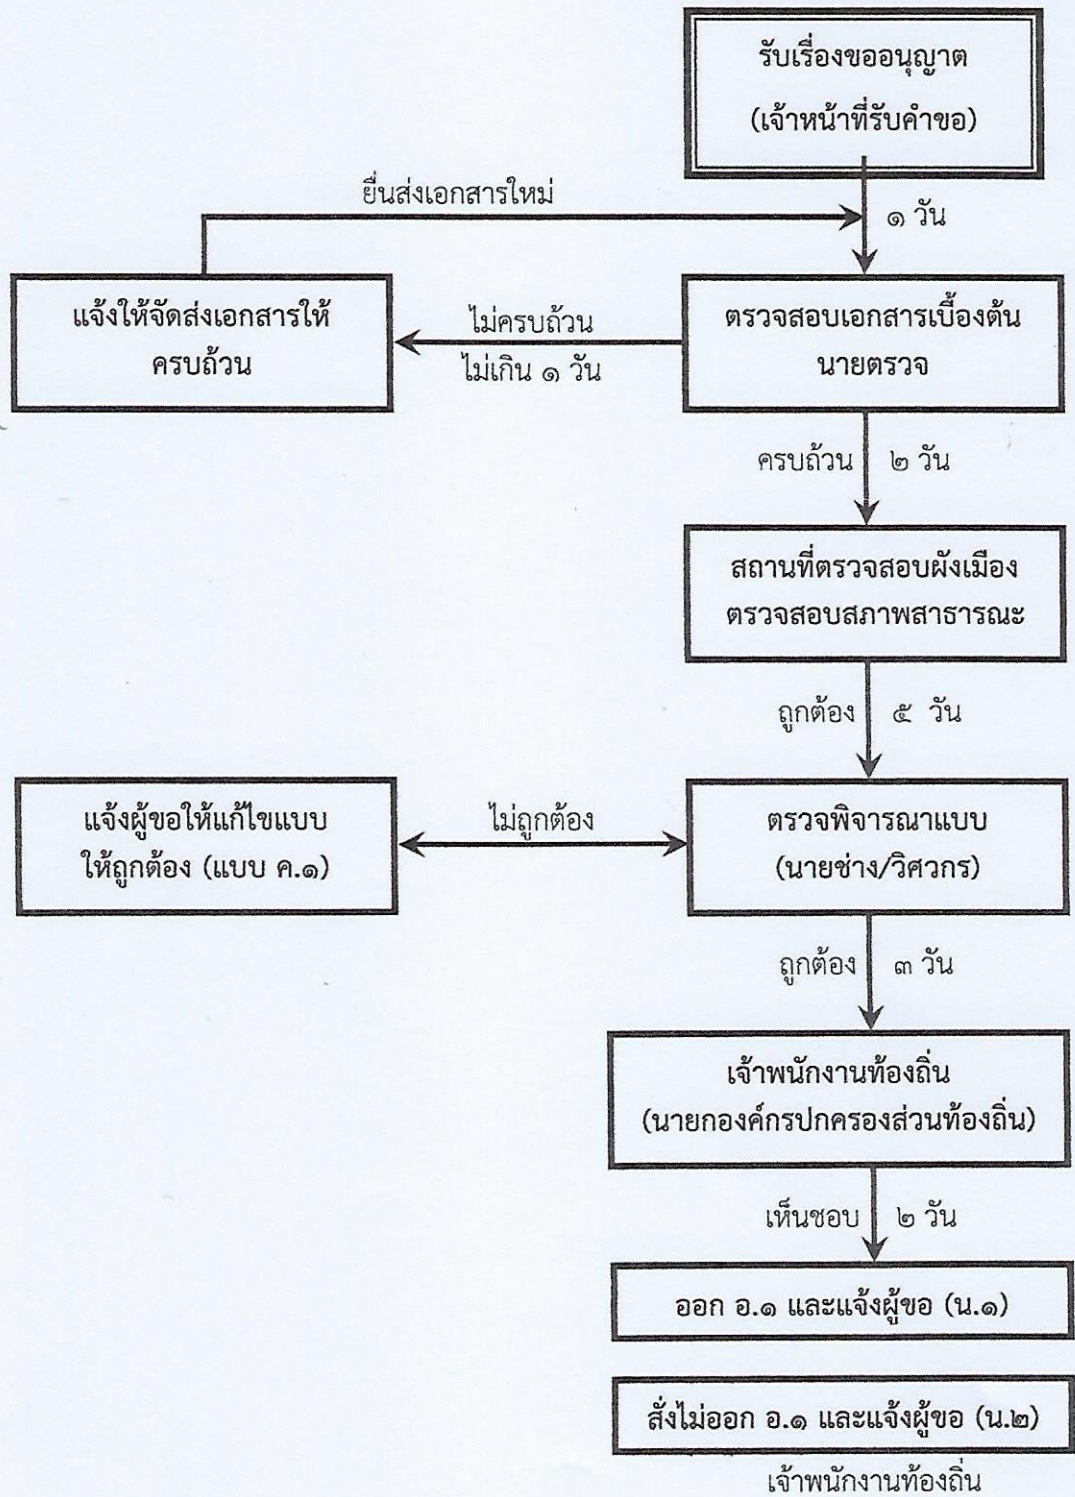 รับเรื่องขออนุญาต
(เจ้าหน้าที่รับคำขอ)
ยื่นส่งเอกสารใหม่
๑ วัน
แจ้งให้จัดส่งเอกสารให้
ครบถ้วน
ไม่ครบถ้วน
ไม่เกิน ๑ วัน
ตรวจสอบเอกสารเบื้องต้น
นายตรวจ
ครบถ้วน ๒ วัน
สถานที่ตรวจสอบผังเมือง
ตรวจสอบสภาพสาธารณะ
ถูกต้อง ๕ วัน
แจ้งผู้ขอให้แก้ไขแบบ
ให้ถูกต้อง (แบบ ค.๑)
ไม่ถูกต้อง
ตรวจพิจารณาแบบ
(นายช่าง/วิศวกร)
ถูกต้อง ๓ วัน
เจ้าพนักงานท้องถิ่น
(นายกองค์กรปกครองส่วนท้องถิ่น)
เห็นชอบ ๒ วัน
ออก อ.๑ และแจ้งผู้ขอ (น.๑)
สั่งไม่ออก อ.๑ และแจ้งผู้ขอ (น.๒)
เจ้าพนักงานท้องถิ่น